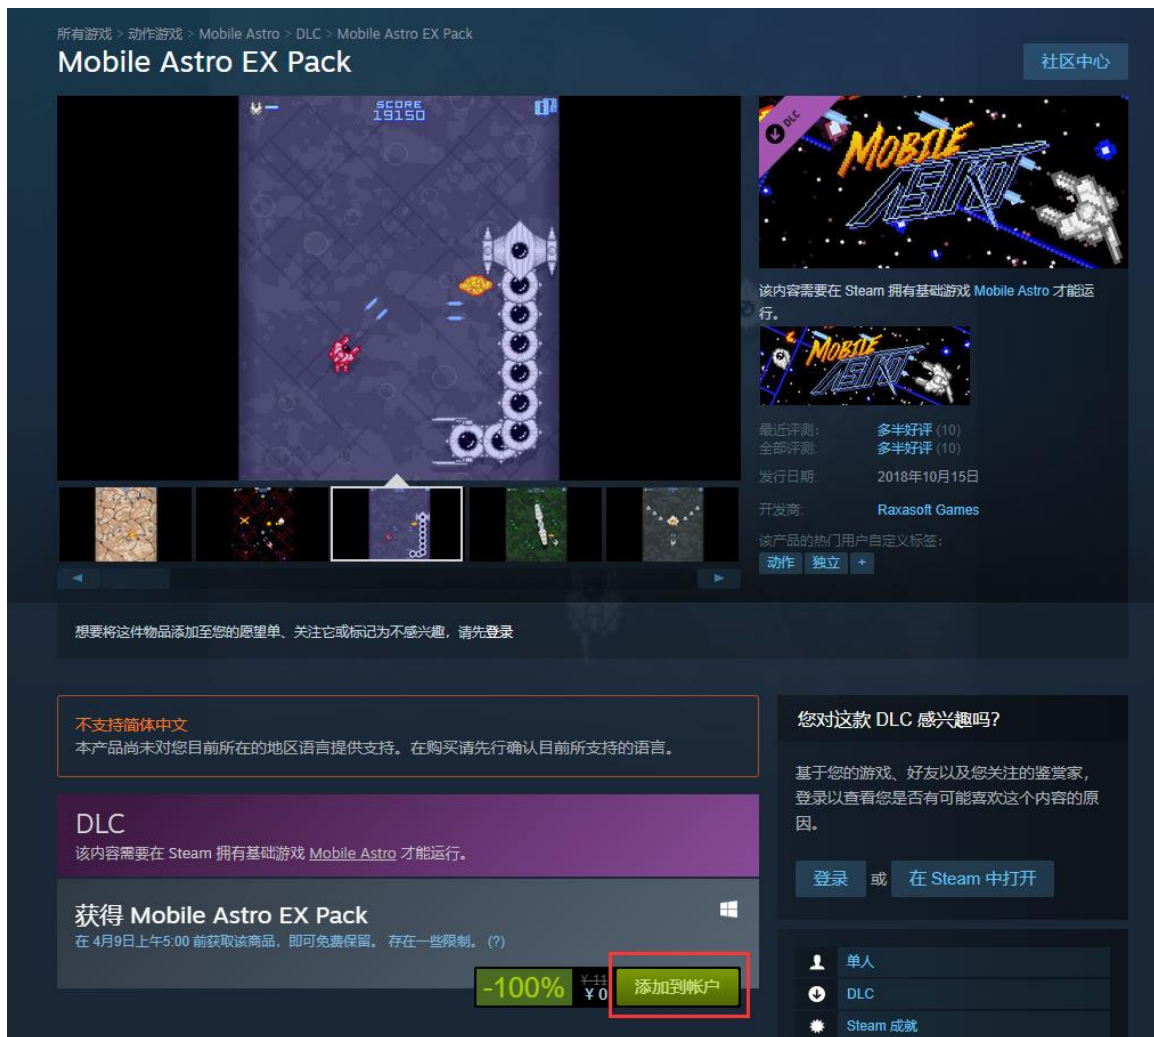 所有游戏 > 动作游戏 > Mobile Astro > DLC > Mobile Astro EX Pack
Mobile Astro EX Pack
社区中心
SCORE
19150
DLC
MOBILE
ASTRO
该内容需要在 Steam 拥有基础游戏 Mobile Astro 才能运
行。
MOBILE
ASTRO
最近评测: 多半好评 (10)
全部评测: 多半好评 (10)
发行日期: 2018年10月15日
开发商: Raxasoft Games
该产品的热门用户自定义标签:
动作 独立 +
想要将这件物品添加至您的愿望单、关注它或标记为不感兴趣，请先登录
不支持简体中文
本产品尚未对您目前所在的地区语言提供支持。在购买请先行确认目前所支持的语言。
DLC
该内容需要在 Steam 拥有基础游戏 Mobile Astro 才能运行。
获得 Mobile Astro EX Pack
在 4月9日上午5:00 前获取该商品，即可免费保留。 存在一些限制。 (?)
-100% ¥ 11
¥ 0
添加到帐户
您对这款 DLC 感兴趣吗?
基于您的游戏、好友以及您关注的鉴赏家，
登录以查看您是否有可能喜欢这个内容的原
因。
登录 或 在 Steam 中打开
单人
DLC
Steam 成就